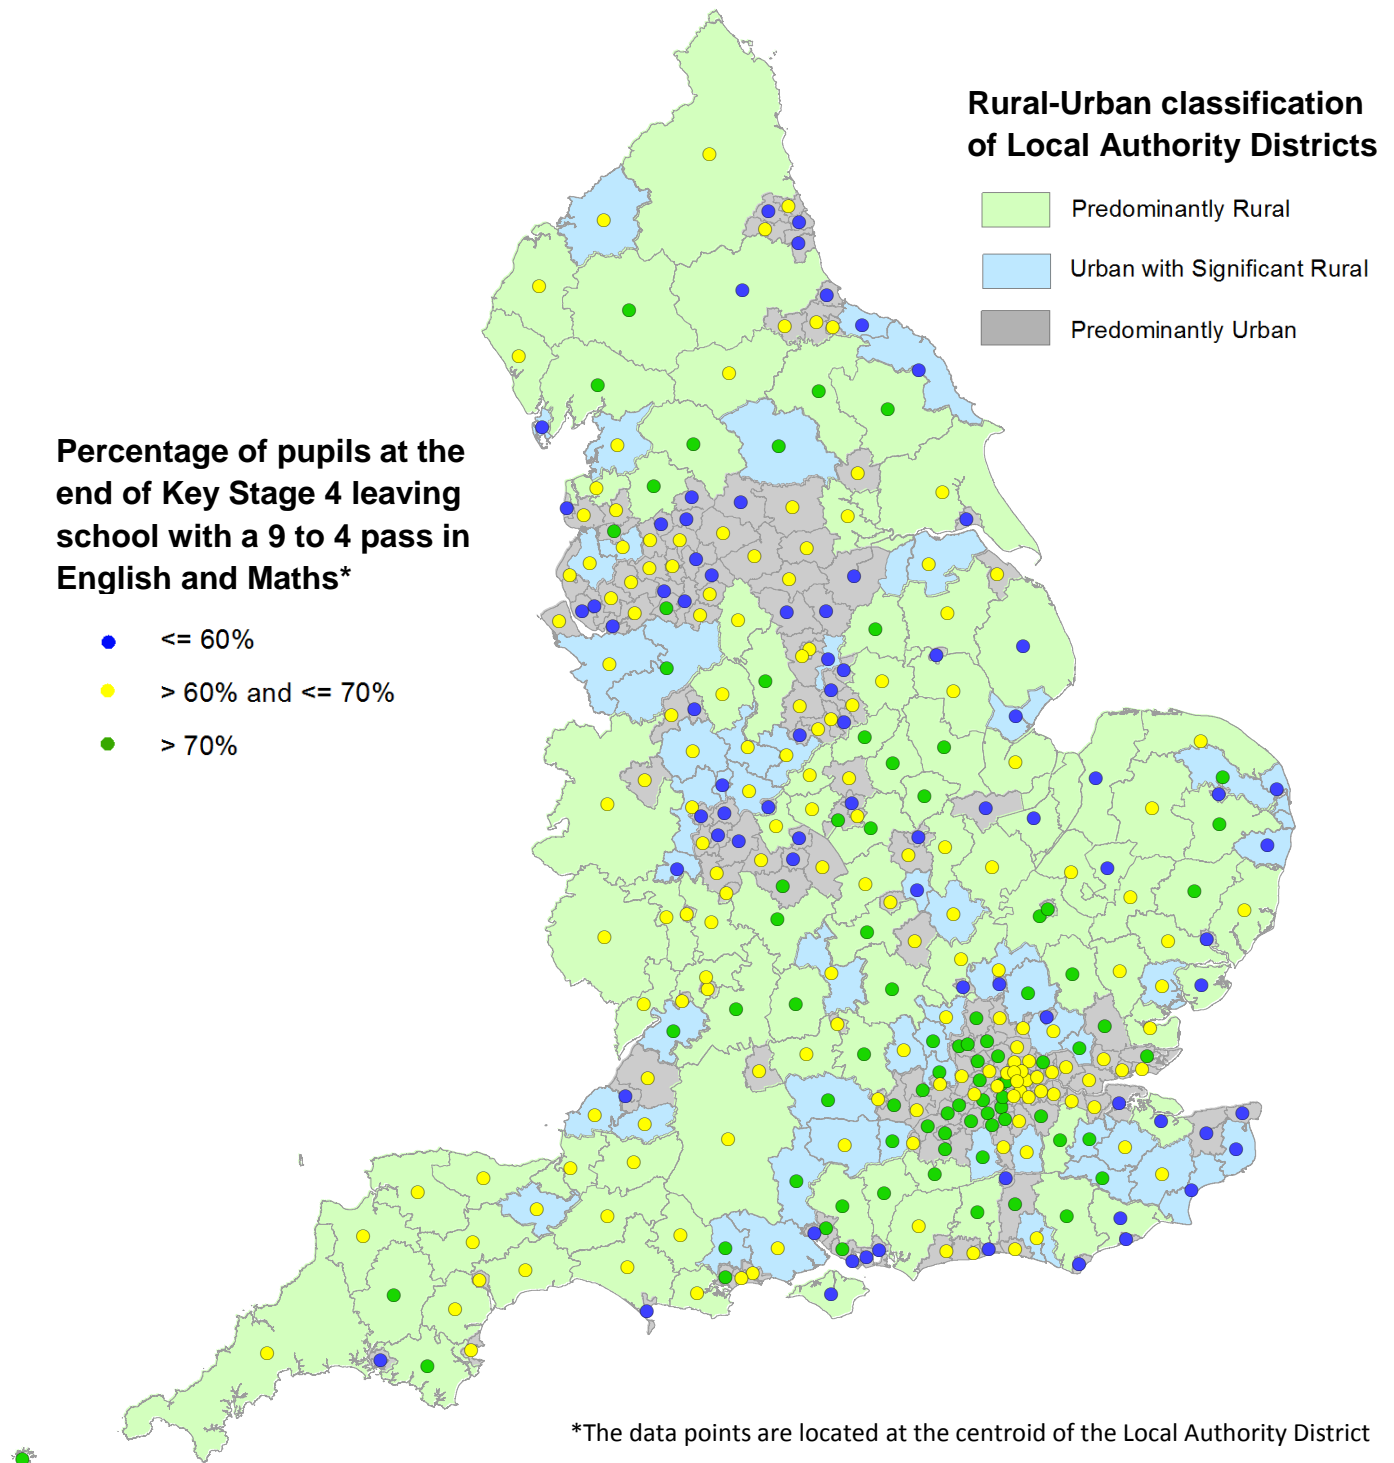 Rural-Urban classification
of Local Authority Districts
Predominantly Rural
Urban with Significant Rural
Predominantly Urban
Percentage of pupils at the
end of Key Stage 4 leaving
school with a 9 to 4 pass in
English and Maths*
<= 60%
> 60% and <= 70%
> 70%
*The data points are located at the centroid of the Local Authority District